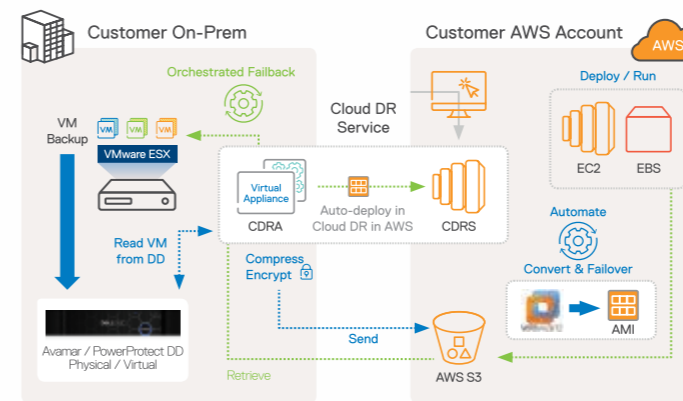 Customer On-Prem
Customer AWS Account
AWS
Orchestrated Failback
Deploy / Run
VM
Backup
VM
VM
VM
VMware ESX
Cloud DR
Service
EC2
EBS
Virtual
Appliance
CDRA
Auto-deploy in
Cloud DR in AWS
CDRS
Read VM
from DD
Compress
Encrypt
Automate
Convert & Failover
AMI
Send
Avamar / PowerProtect DD
Physical / Virtual
Retrieve
AWS S3